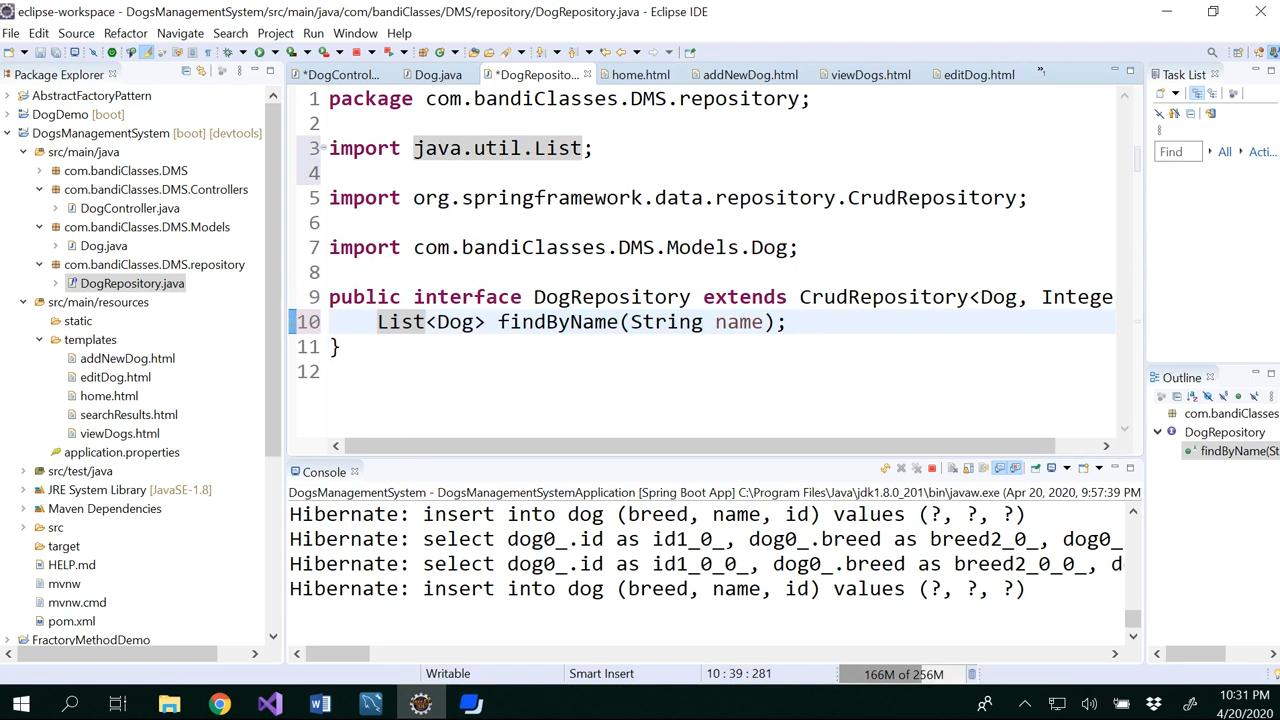 eclipse-workspace - DogsManagementSystem/src/main/java/com/bandiClasses/DMS/repository/DogRepository.java - Eclipse IDE
File Edit Source Refactor Navigate Search Project Run Window Help
Package Explorer
AbstractFactoryPattern
DogDemo [boot]
DogsManagementSystem [boot] [devtools]
src/main/java
com.bandiClasses.DMS
com.bandiClasses.DMS.Controllers
DogController.java
com.bandiClasses.DMS.Models
Dog.java
com.bandiClasses.DMS.repository
DogRepository.java
src/main/resources
static
templates
addNewDog.html
editDog.html
home.html
searchResults.html
viewDogs.html
application.properties
src/test/java
JRE System Library [JavaSE-1.8]
Maven Dependencies
src
target
HELP.md
mvnw
mvnw.cmd
pom.xml
FractoryMethodDemo
*DogControl... Dog.java *DogReposito... home.html addNewDog.html viewDogs.html editDog.html
1 package com.bandiClasses.DMS.repository;
2
3 import java.util.List;
4
5 import org.springframework.data.repository.CrudRepository;
6
7 import com.bandiClasses.DMS.Models.Dog;
8
9 public interface DogRepository extends CrudRepository<Dog, Intege
10 List<Dog> findByName(String name);
11 }
12
Console
DogsManagementSystem - DogsManagementSystemApplication [Spring Boot App] C:\Program Files\Java\jdk1.8.0_201\bin\javaw.exe (Apr 20, 2020, 9:57:39 PM
Hibernate: insert into dog (breed, name, id) values (?, ?, ?)
Hibernate: select dog0_.id as id1_0_, dog0_.breed as breed2_0_, dog0_
Hibernate: select dog0_.id as id1_0_0_, dog0_.breed as breed2_0_0_, d
Hibernate: insert into dog (breed, name, id) values (?, ?, ?)
Task List
Find All Acti...
Outline
com.bandiClasses
DogRepository
findByName(St
Writable Smart Insert 10 : 39 : 281 166M of 256M
10:31 PM
4/20/2020